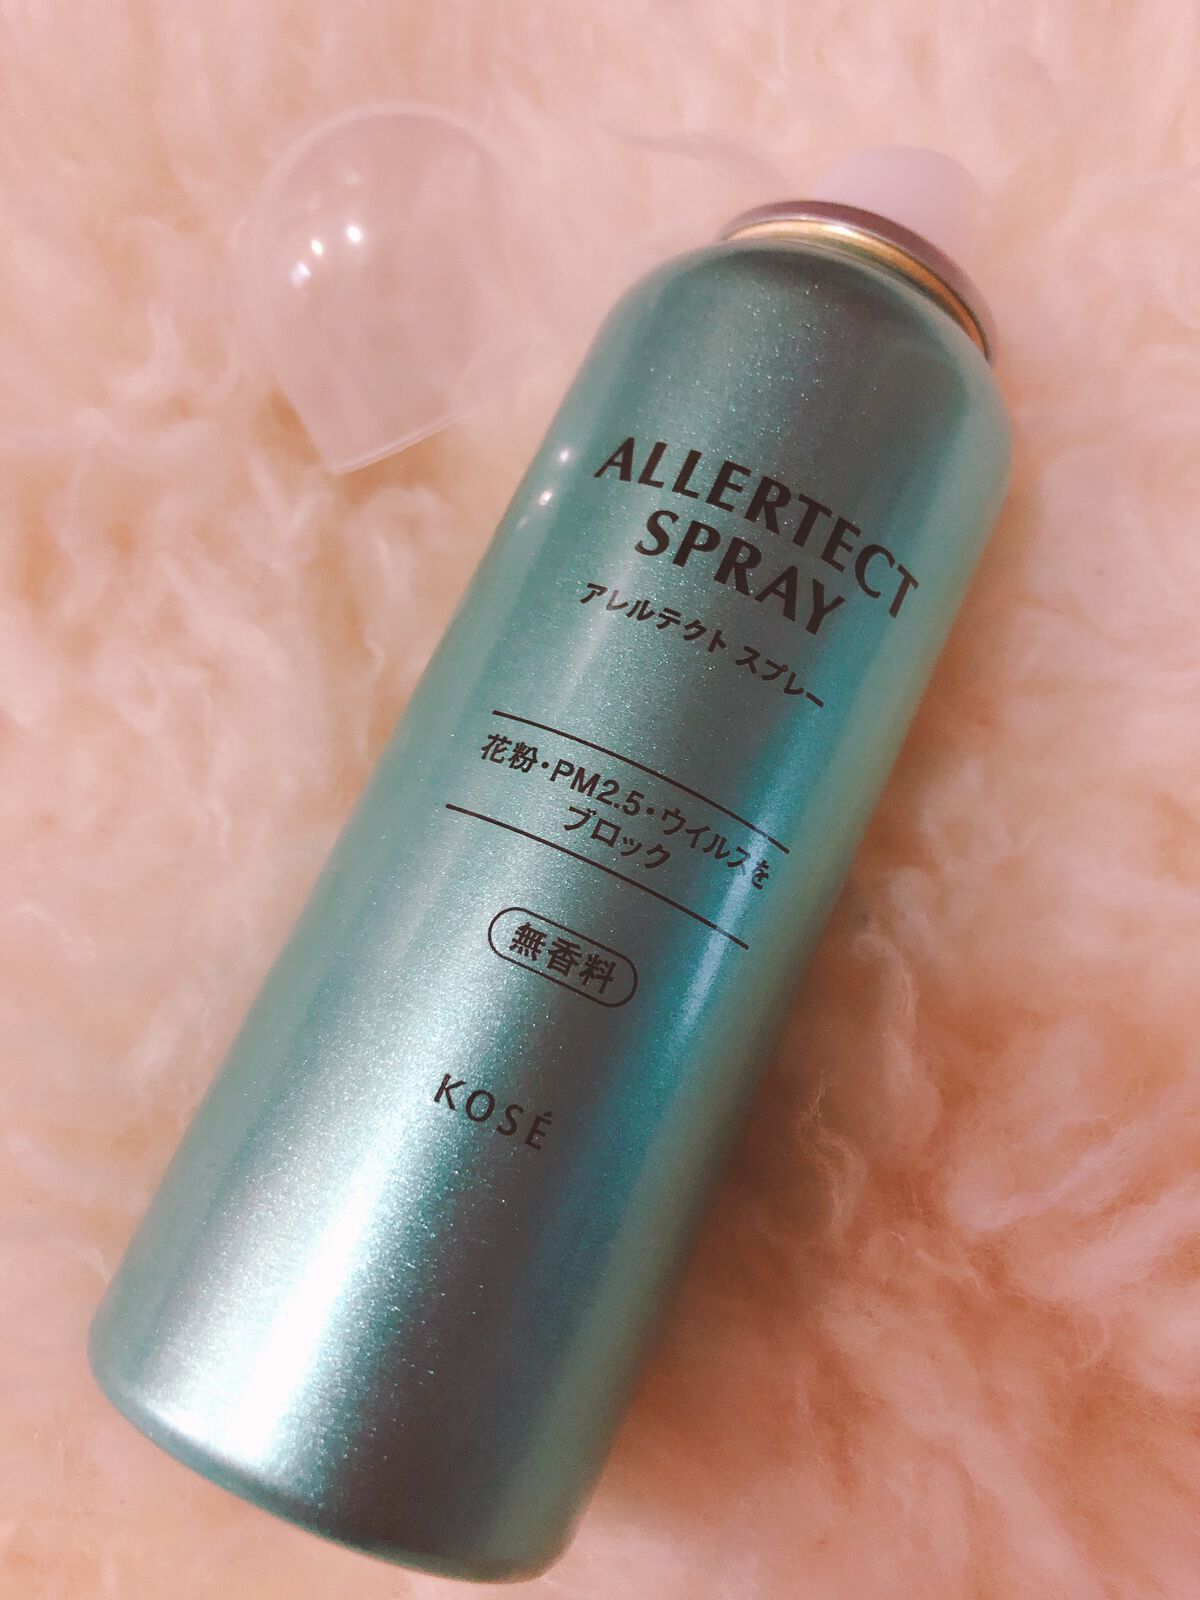 ALLERTECT
SPRAY
アレルテクト スプレー
花粉・PM2.5・ウイルスを
ブロック
無香料
KOSÉ